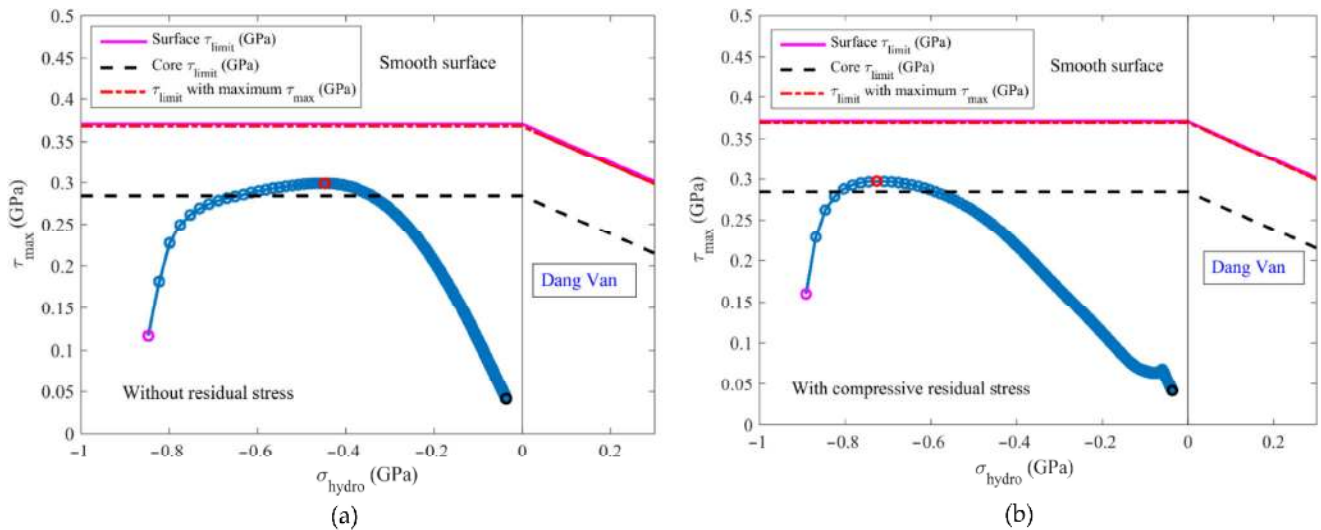 0.5
0.45
0.4
0.35
0.3
0.25
0.2
0.15
0.1
0.05
0
τmax (GPa)
Surface τlimit (GPa)
Core τlimit (GPa)
τlimit with maximum τmax (GPa)
Smooth surface
Dang Van
Without residual stress
−1
−0.8
−0.6
−0.4
−0.2
0
0.2
σhydro (GPa)
(a)
0.5
0.45
0.4
0.35
0.3
0.25
0.2
0.15
0.1
0.05
0
τmax (GPa)
Surface τlimit (GPa)
Core τlimit (GPa)
τlimit with maximum τmax (GPa)
Smooth surface
Dang Van
With compressive residual stress
−1
−0.8
−0.6
−0.4
−0.2
0
0.2
σhydro (GPa)
(b)